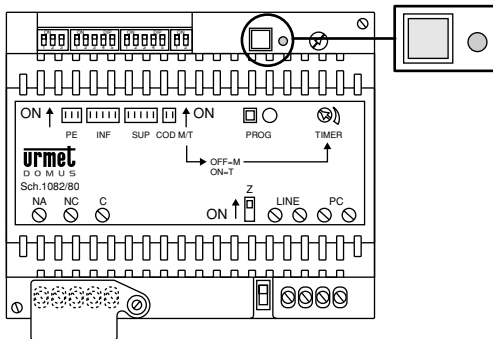 ON ON
PE INF SUP COD M/T PROG TIMER
OFF=M
ON=T
urmet
DOMUS
Sch.1082/80
Z
NA NC C ON LINE PC